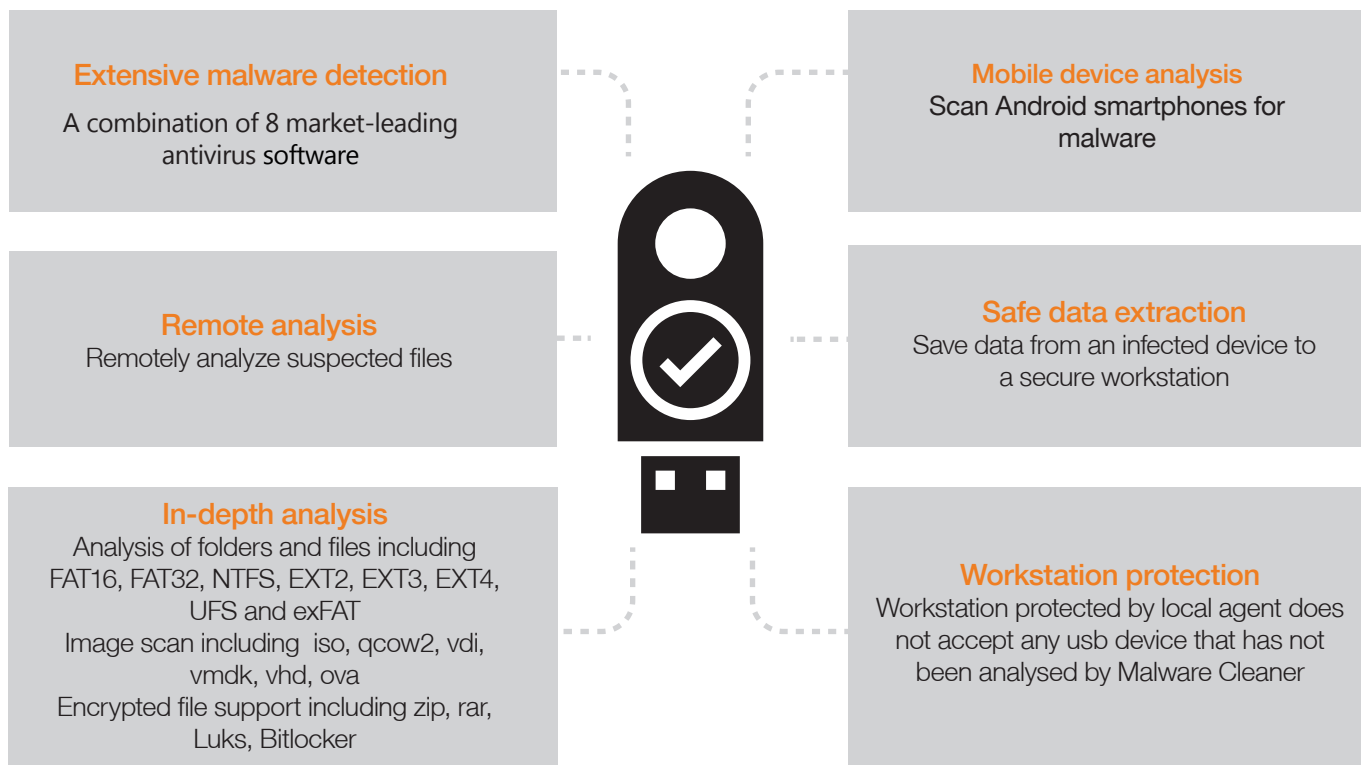 Extensive malware detection
A combination of 8 market-leading
antivirus software
Mobile device analysis
Scan Android smartphones for
malware
Remote analysis
Remotely analyze suspected files
Safe data extraction
Save data from an infected device to
a secure workstation
In-depth analysis
Analysis of folders and files including
FAT16, FAT32, NTFS, EXT2, EXT3, EXT4,
UFS and exFAT
Image scan including iso, qcow2, vdi,
vmdk, vhd, ova
Encrypted file support including zip, rar,
Luks, Bitlocker
Workstation protection
Workstation protected by local agent does
not accept any usb device that has not
been analysed by Malware Cleaner